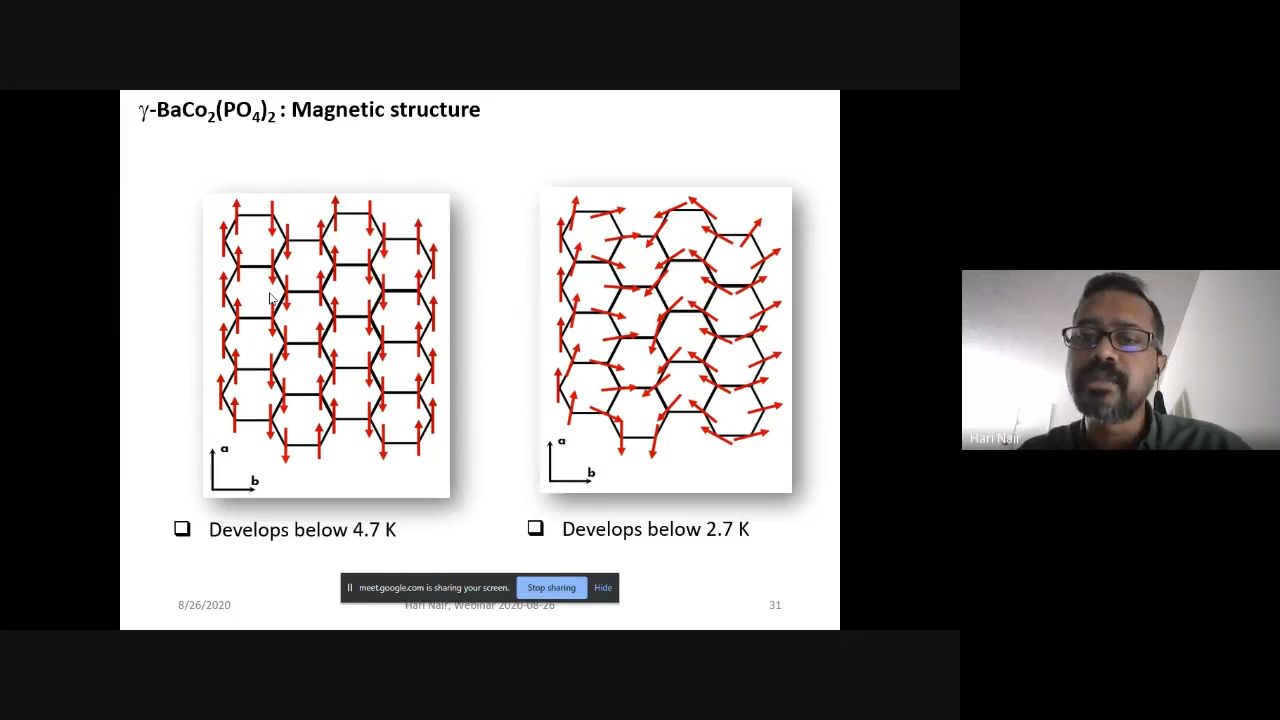 γ-BaCo₂(PO₄)₂ : Magnetic structure
a
b
a
b
Develops below 4.7 K
Develops below 2.7 K
meet.google.com is sharing your screen.
Stop sharing
Hide
8/26/2020
Hari Nair, Webinar 2020-08-26
31
Hari Nair